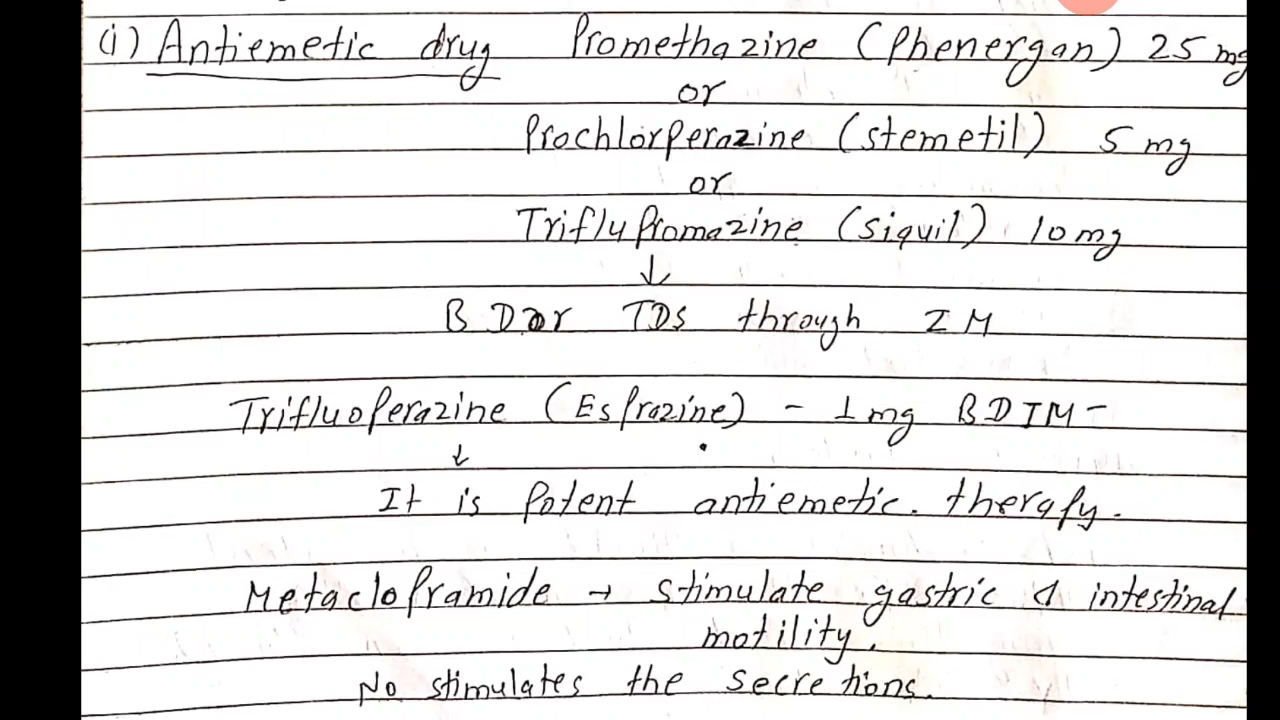 (i) Antiemetic drug Promethazine (Phenergan) 25 mg
or
Prochlorperazine (stemetil) 5 mg
or
Triflupromazine (siquil) 10 mg
↓
BD or TDS through IM
Trifluoperazine (Esprazine) - 1 mg BD IM -
↓
It is Potent antiemetic. therapy.
Metaclopramide → stimulate gastric & intestinal
motility.
No stimulates the secretions.